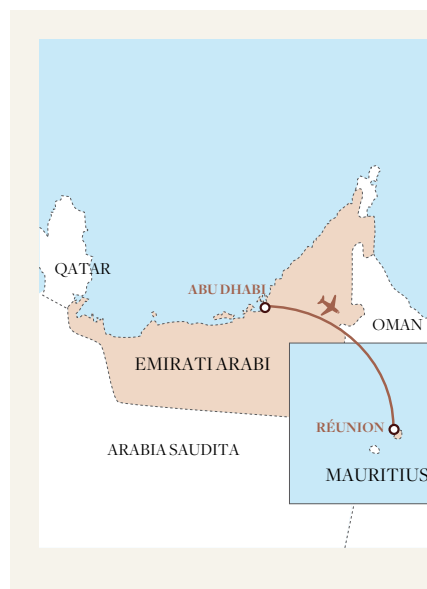 QATAR
ABU DHABI
OMAN
EMIRATI ARABI
RÉUNION
ARABIA SAUDITA
MAURITIUS